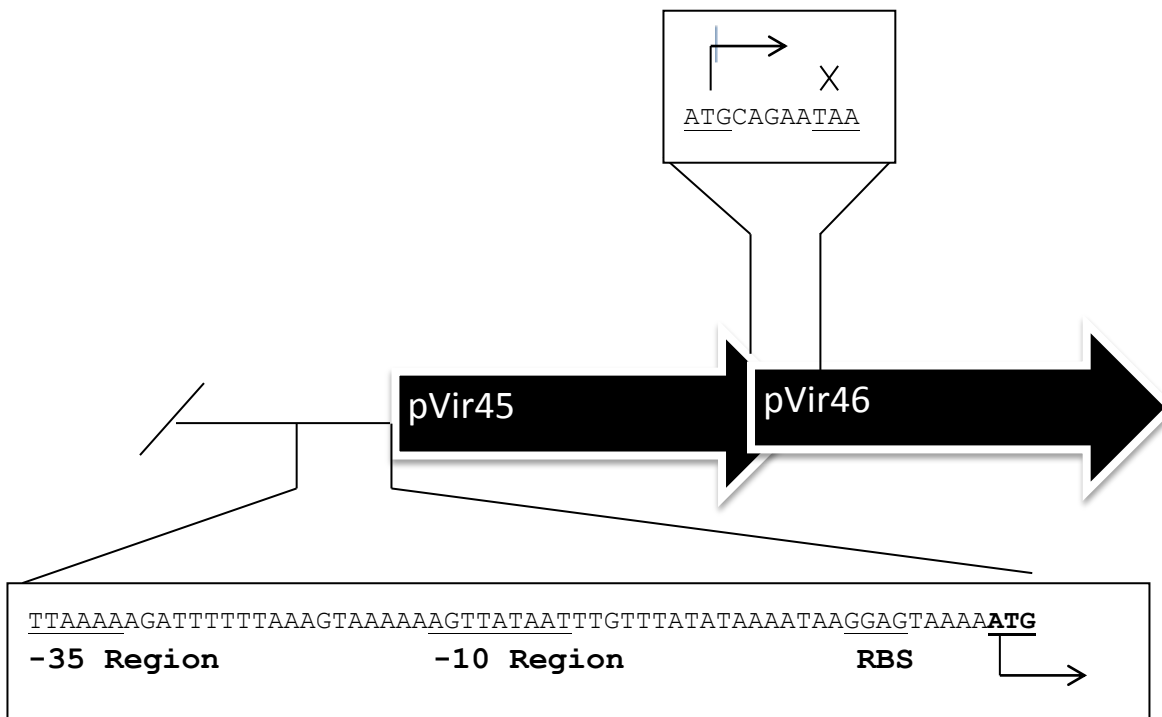 ATGCAGAATAA
pVir45
pVir46
TTAAAAAGATTTTTTAAAGTAAAAAAGTTATAATTTGTTTATATAAAATAAGGAGTAAAAATG
-35 Region -10 Region RBS